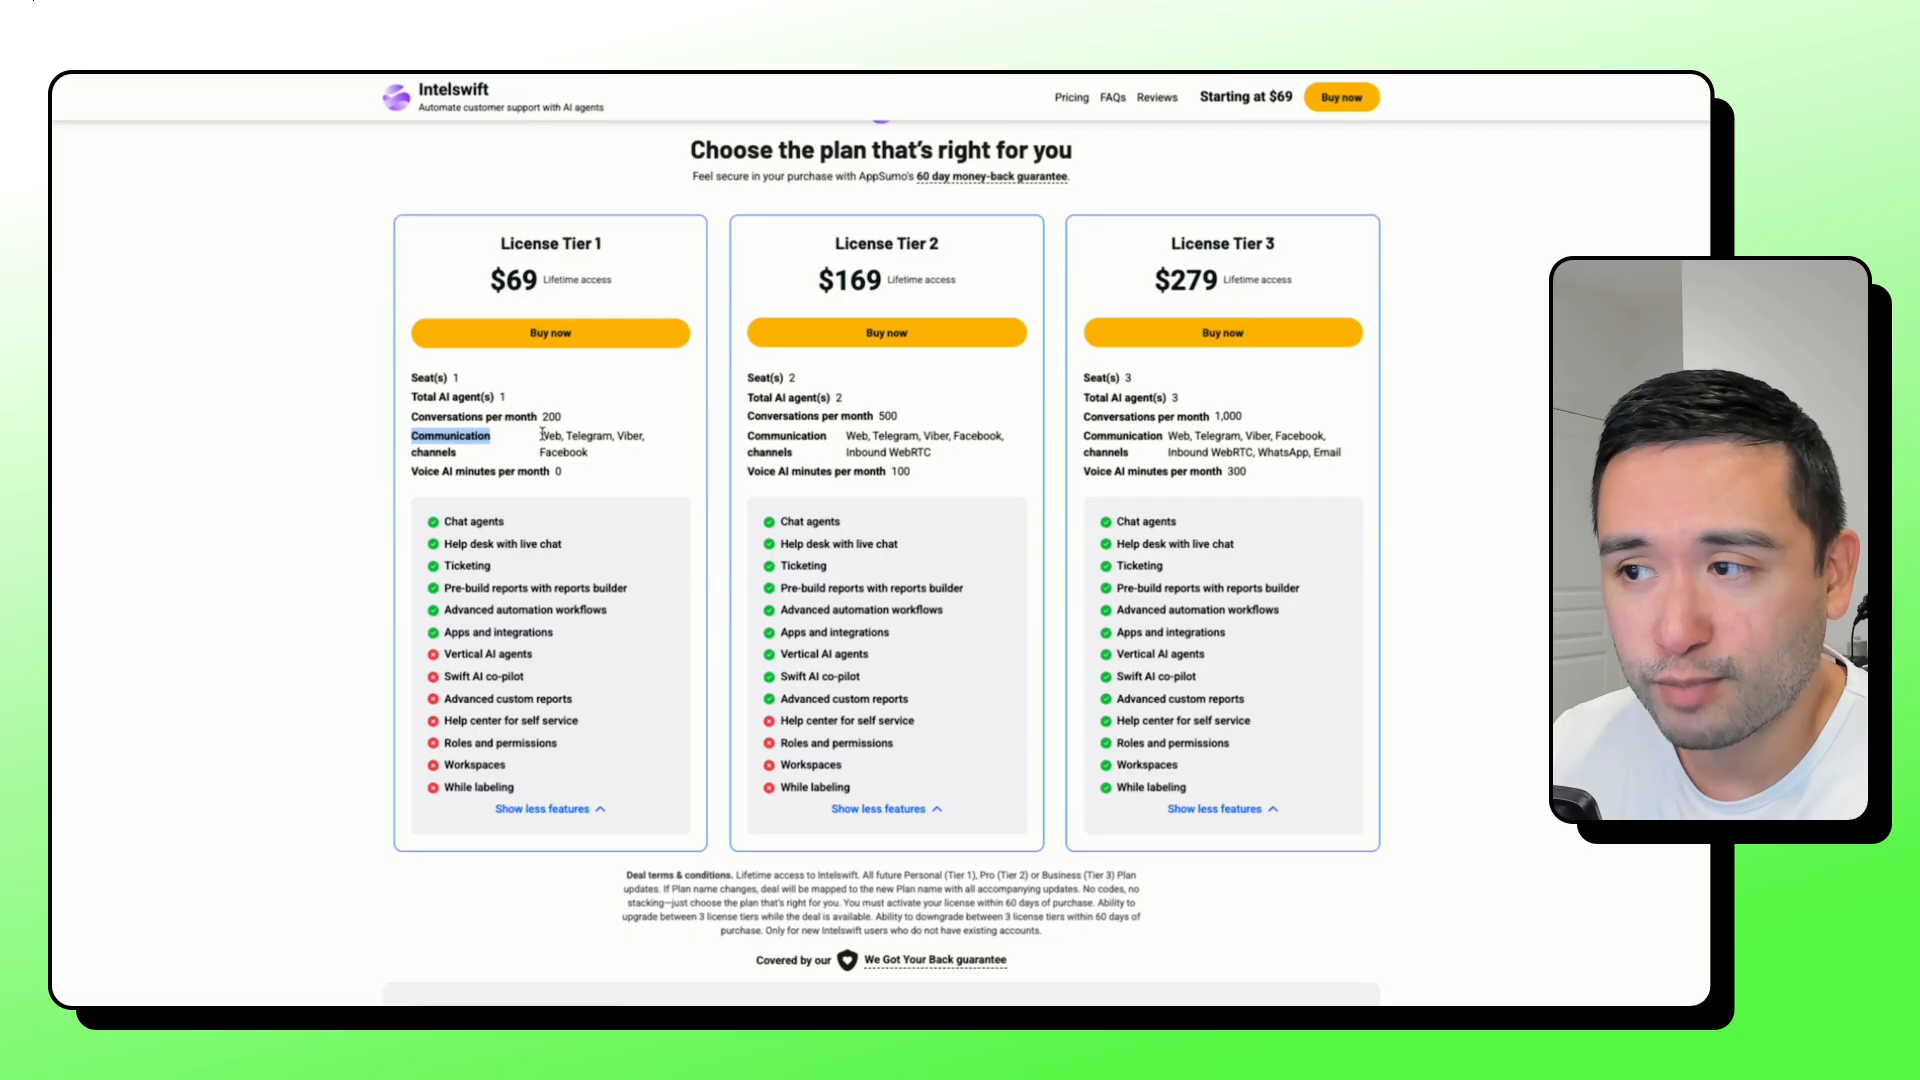 Intelswift
Automate customer support with AI agents
Pricing FAQs Reviews Starting at $69 Buy now
Choose the plan that's right for you
Feel secure in your purchase with AppSumo's 60 day money-back guarantee.
License Tier 1
$69 Lifetime access
Buy now
Seat(s) 1
Total AI agent(s) 1
Conversations per month 200
Communication channels Web, Telegram, Viber, Facebook
Voice AI minutes per month 0
Chat agents
Help desk with live chat
Ticketing
Pre-build reports with reports builder
Advanced automation workflows
Apps and integrations
Vertical AI agents
Swift AI co-pilot
Advanced custom reports
Help center for self service
Roles and permissions
Workspaces
While labeling
Show less features
License Tier 2
$169 Lifetime access
Buy now
Seat(s) 2
Total AI agent(s) 2
Conversations per month 500
Communication channels Web, Telegram, Viber, Facebook, Inbound WebRTC
Voice AI minutes per month 100
Chat agents
Help desk with live chat
Ticketing
Pre-build reports with reports builder
Advanced automation workflows
Apps and integrations
Vertical AI agents
Swift AI co-pilot
Advanced custom reports
Help center for self service
Roles and permissions
Workspaces
While labeling
Show less features
License Tier 3
$279 Lifetime access
Buy now
Seat(s) 3
Total AI agent(s) 3
Conversations per month 1,000
Communication channels Web, Telegram, Viber, Facebook, Inbound WebRTC, WhatsApp, Email
Voice AI minutes per month 300
Chat agents
Help desk with live chat
Ticketing
Pre-build reports with reports builder
Advanced automation workflows
Apps and integrations
Vertical AI agents
Swift AI co-pilot
Advanced custom reports
Help center for self service
Roles and permissions
Workspaces
While labeling
Show less features
Deal terms & conditions. Lifetime access to Intelswift. All future Personal (Tier 1), Pro (Tier 2) or Business (Tier 3) Plan
updates. If Plan name changes, deal will be mapped to the new Plan name with all accompanying updates. No codes, no
stacking—just choose the plan that's right for you. You must activate your license within 60 days of purchase. Ability to
upgrade between 3 license tiers while the deal is available. Ability to downgrade between 3 license tiers within 60 days of
purchase. Only for new Intelswift users who do not have existing accounts.
Covered by our We Got Your Back guarantee